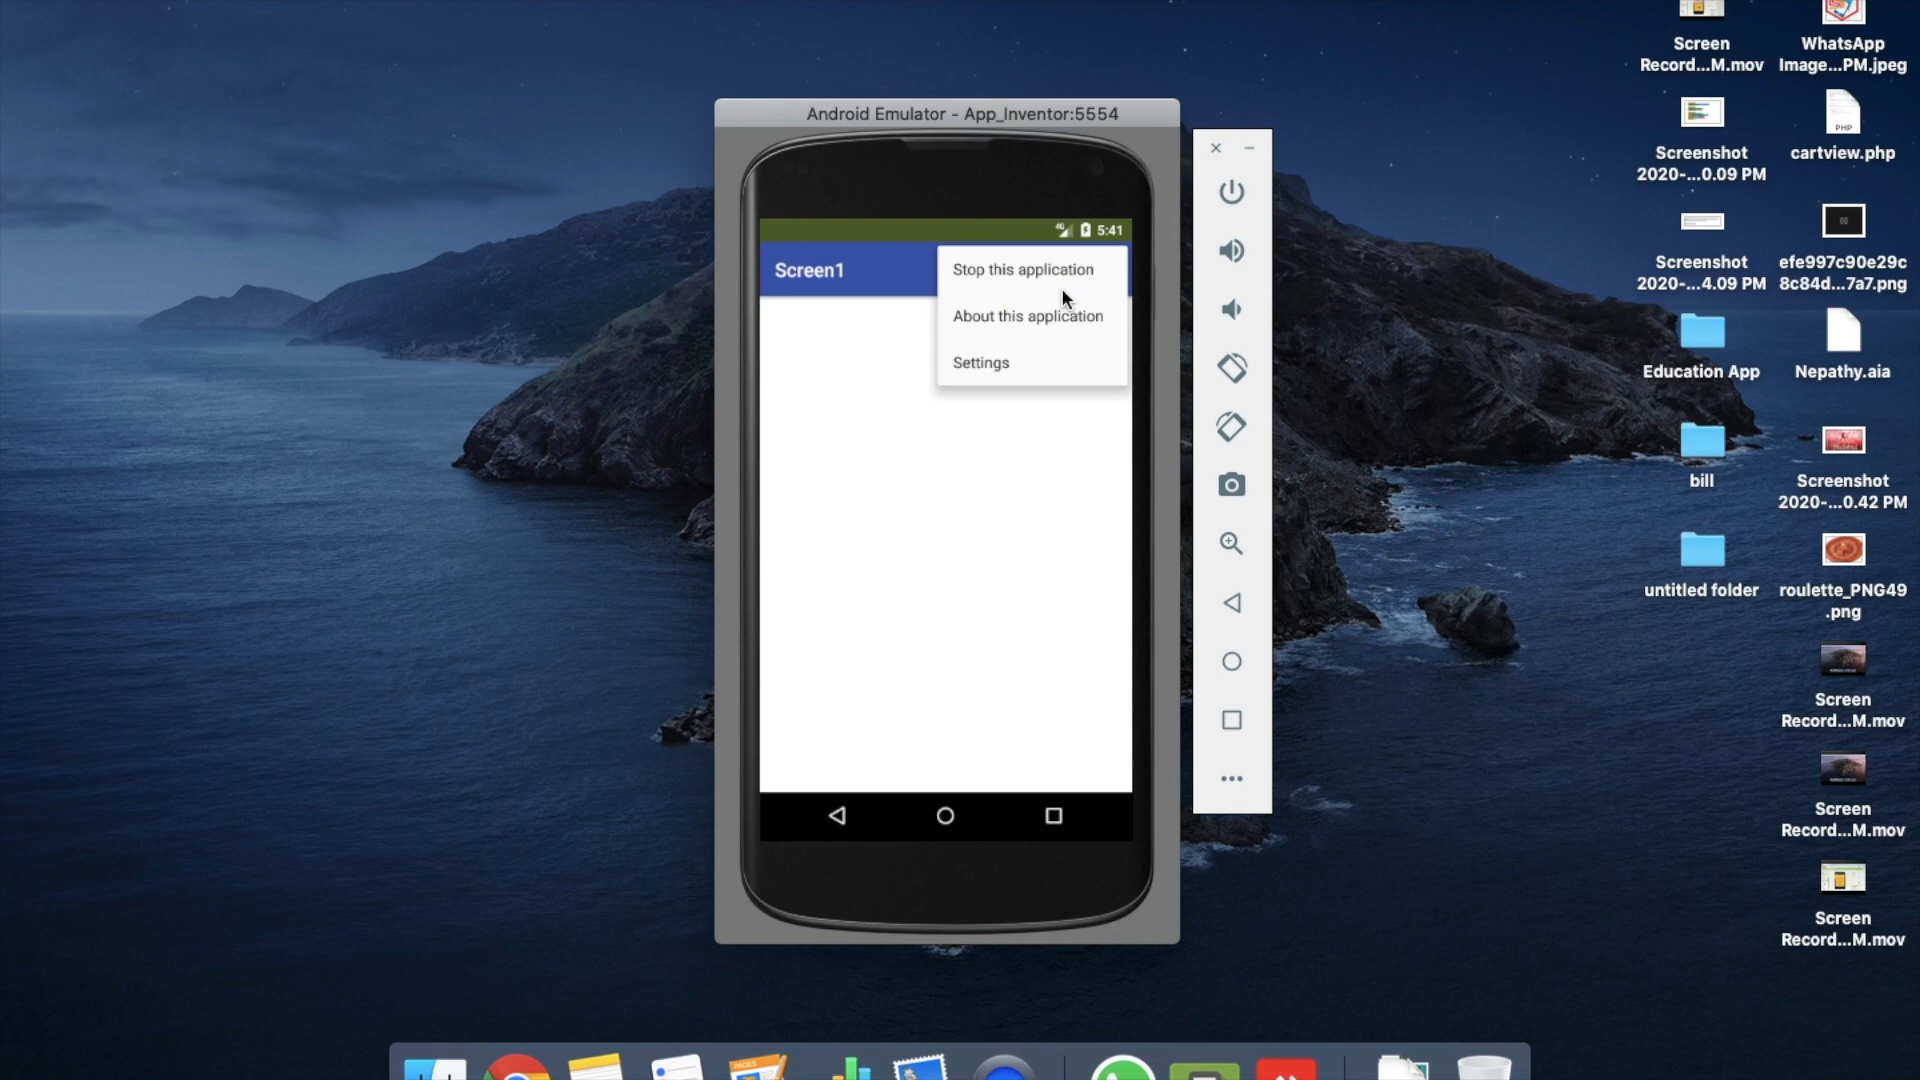 Android Emulator - App_Inventor:5554
4G
5:41
Screen1
Stop this application
About this application
Settings
Screen
Record...M.mov
WhatsApp
Image...PM.jpeg
Screenshot
2020-...0.09 PM
PHP
cartview.php
Screenshot
2020-...4.09 PM
efe997c90e29c
8c84d...7a7.png
Education App
Nepathy.aia
bill
Screenshot
2020-...0.42 PM
untitled folder
roulette_PNG49
.png
Screen
Record...M.mov
Screen
Record...M.mov
Screen
Record...M.mov
PAGES